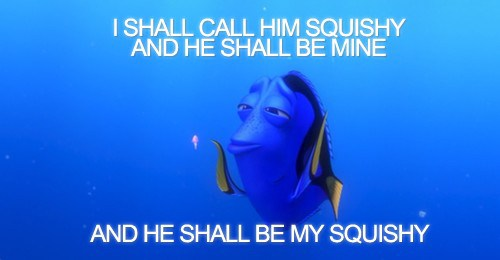 I SHALL CALL HIM SQUISHY
AND HE SHALL BE MINE
AND HE SHALL BE MY SQUISHY